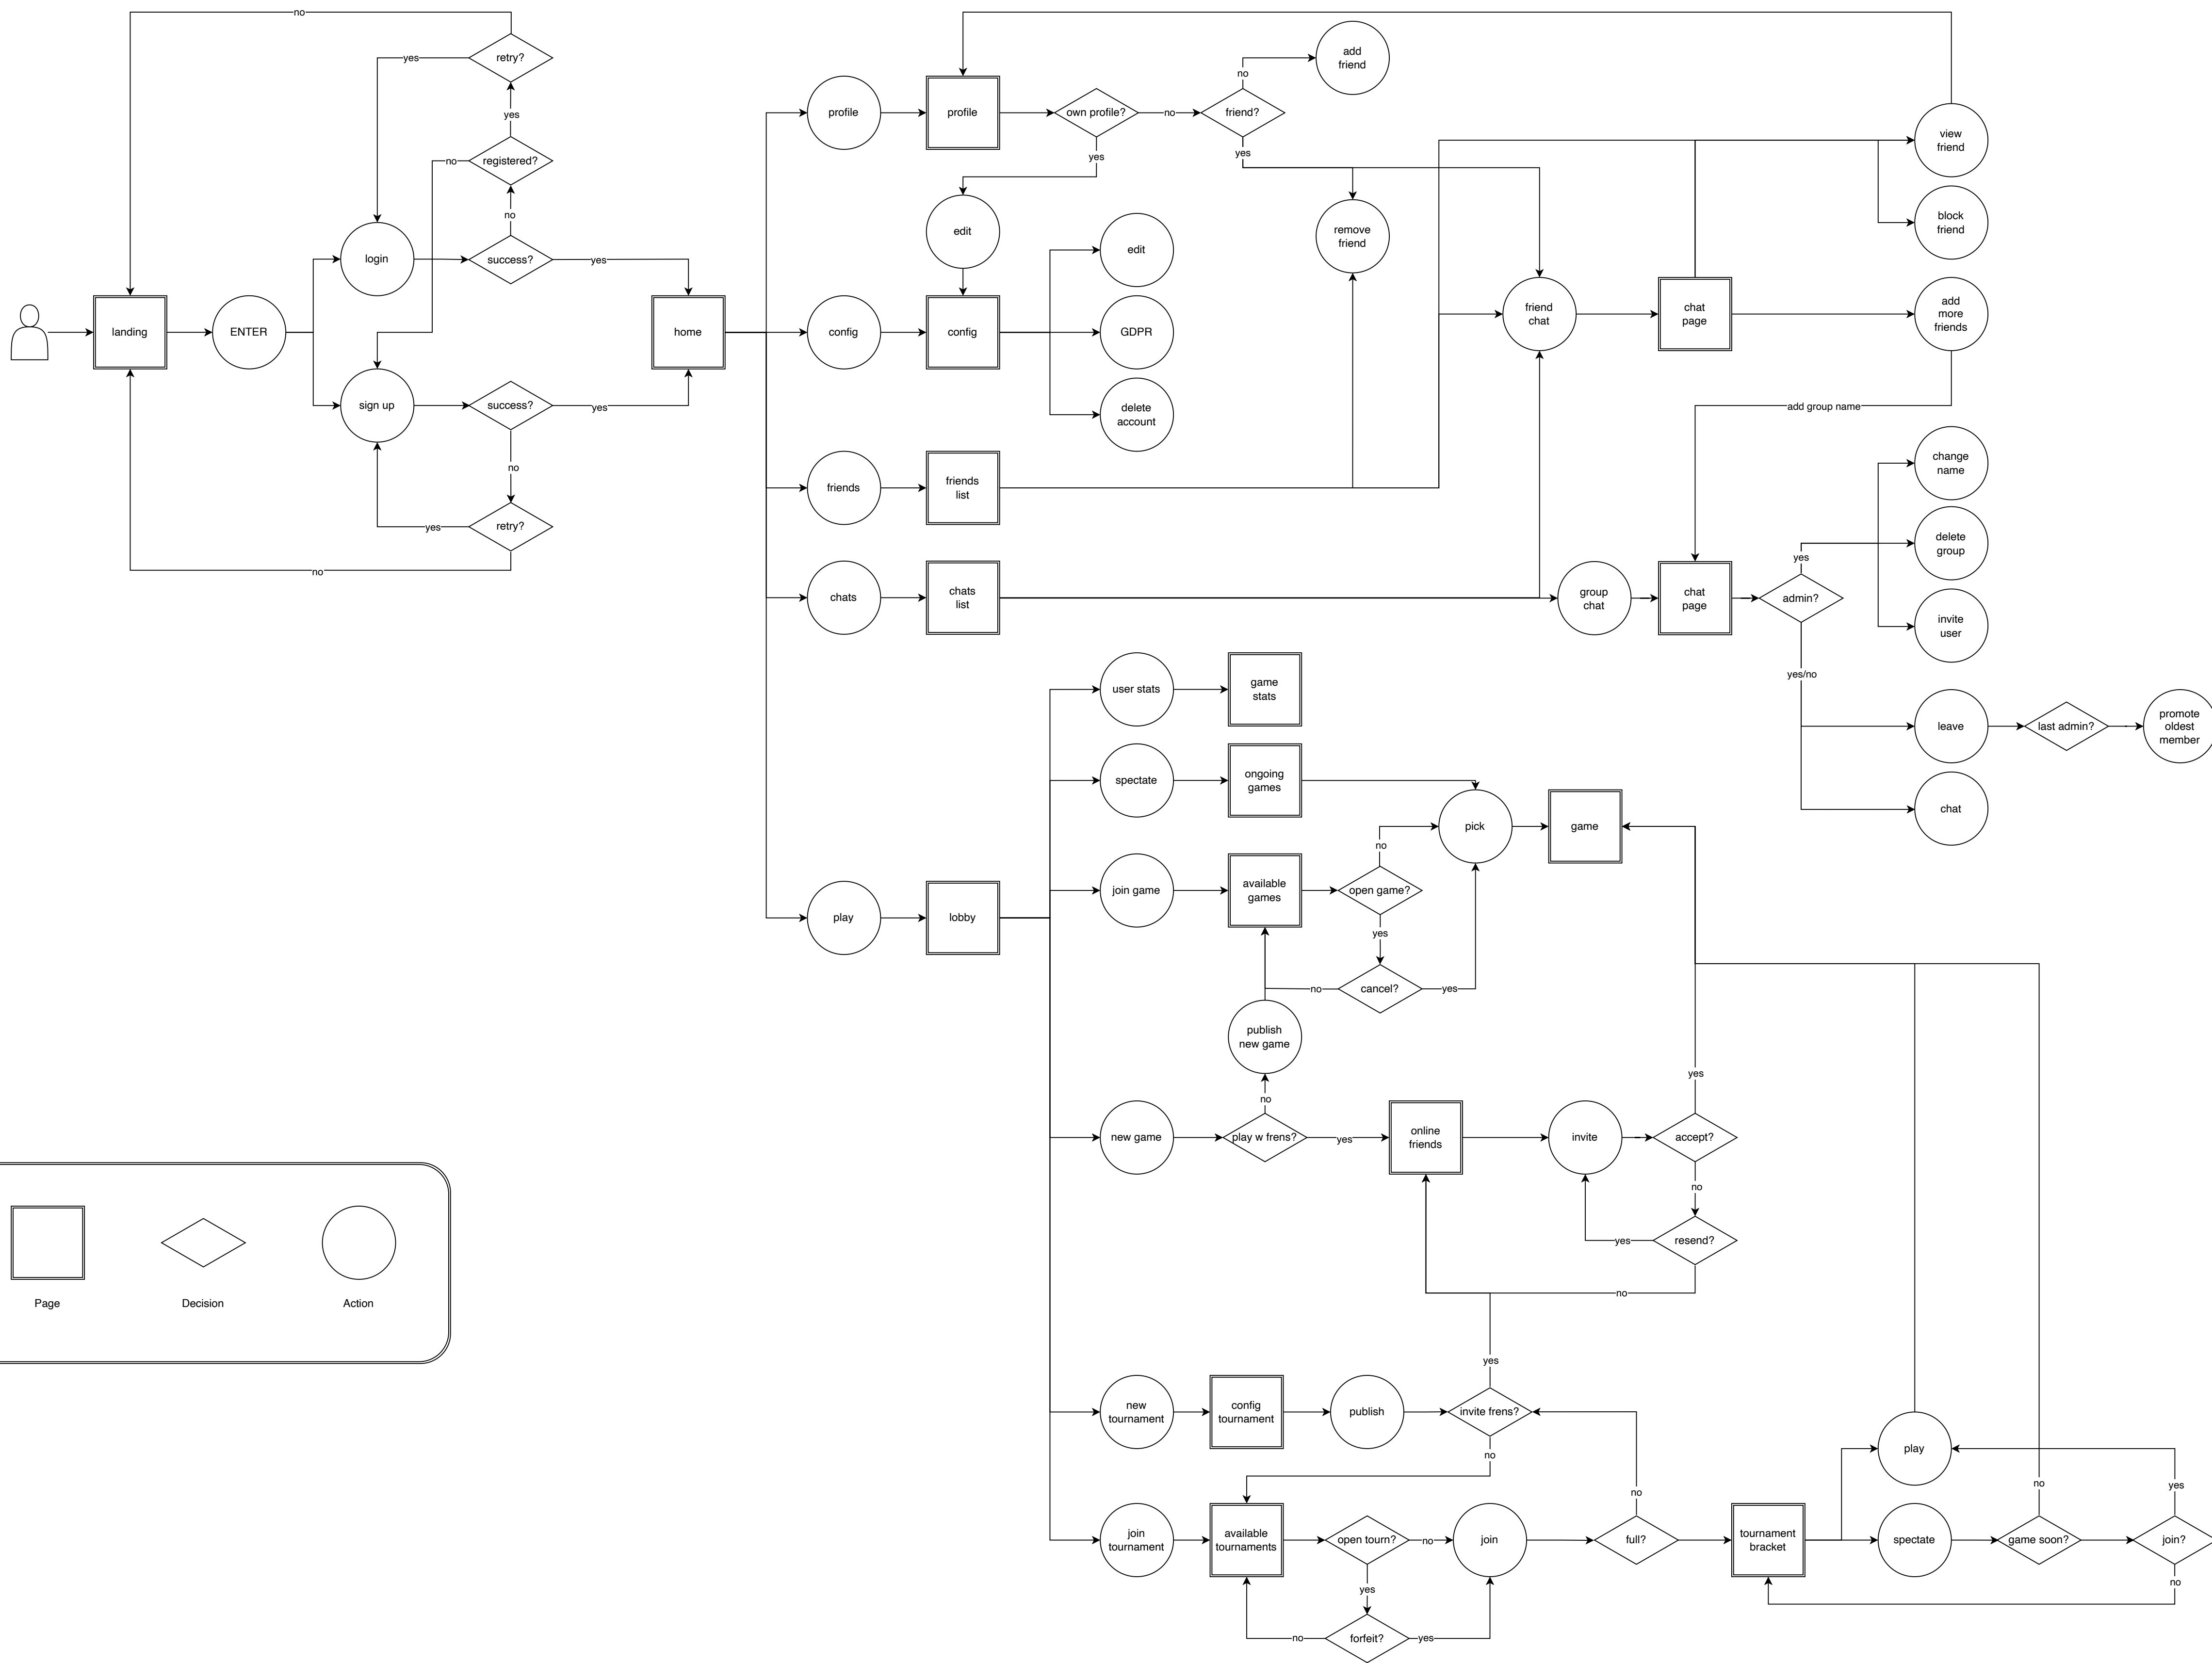 no
retry?
yes
yes
registered?
no
no
login
success?
yes
landing
ENTER
home
sign up
success?
yes
no
retry?
yes
no
add
friend
no
profile
profile
own profile?
no
friend?
yes
yes
view
friend
block
friend
edit
remove
friend
edit
config
config
GDPR
delete
account
friend
chat
chat
page
add
more
friends
add group name
friends
friends
list
chats
chats
list
group
chat
chat
page
admin?
yes
change
name
delete
group
invite
user
yes/no
leave
last admin?
promote
oldest
member
chat
user stats
game
stats
spectate
ongoing
games
pick
game
no
join game
available
games
open game?
yes
play
lobby
no
cancel?
yes
publish
new game
no
yes
new game
play w frens?
yes
online
friends
invite
accept?
no
yes
resend?
no
Page
Decision
Action
yes
new
tournament
config
tournament
publish
invite frens?
no
play
no
no
yes
join
tournament
available
tournaments
open tourn?
no
join
full?
tournament
bracket
spectate
game soon?
join?
yes
no
no
forfeit?
yes